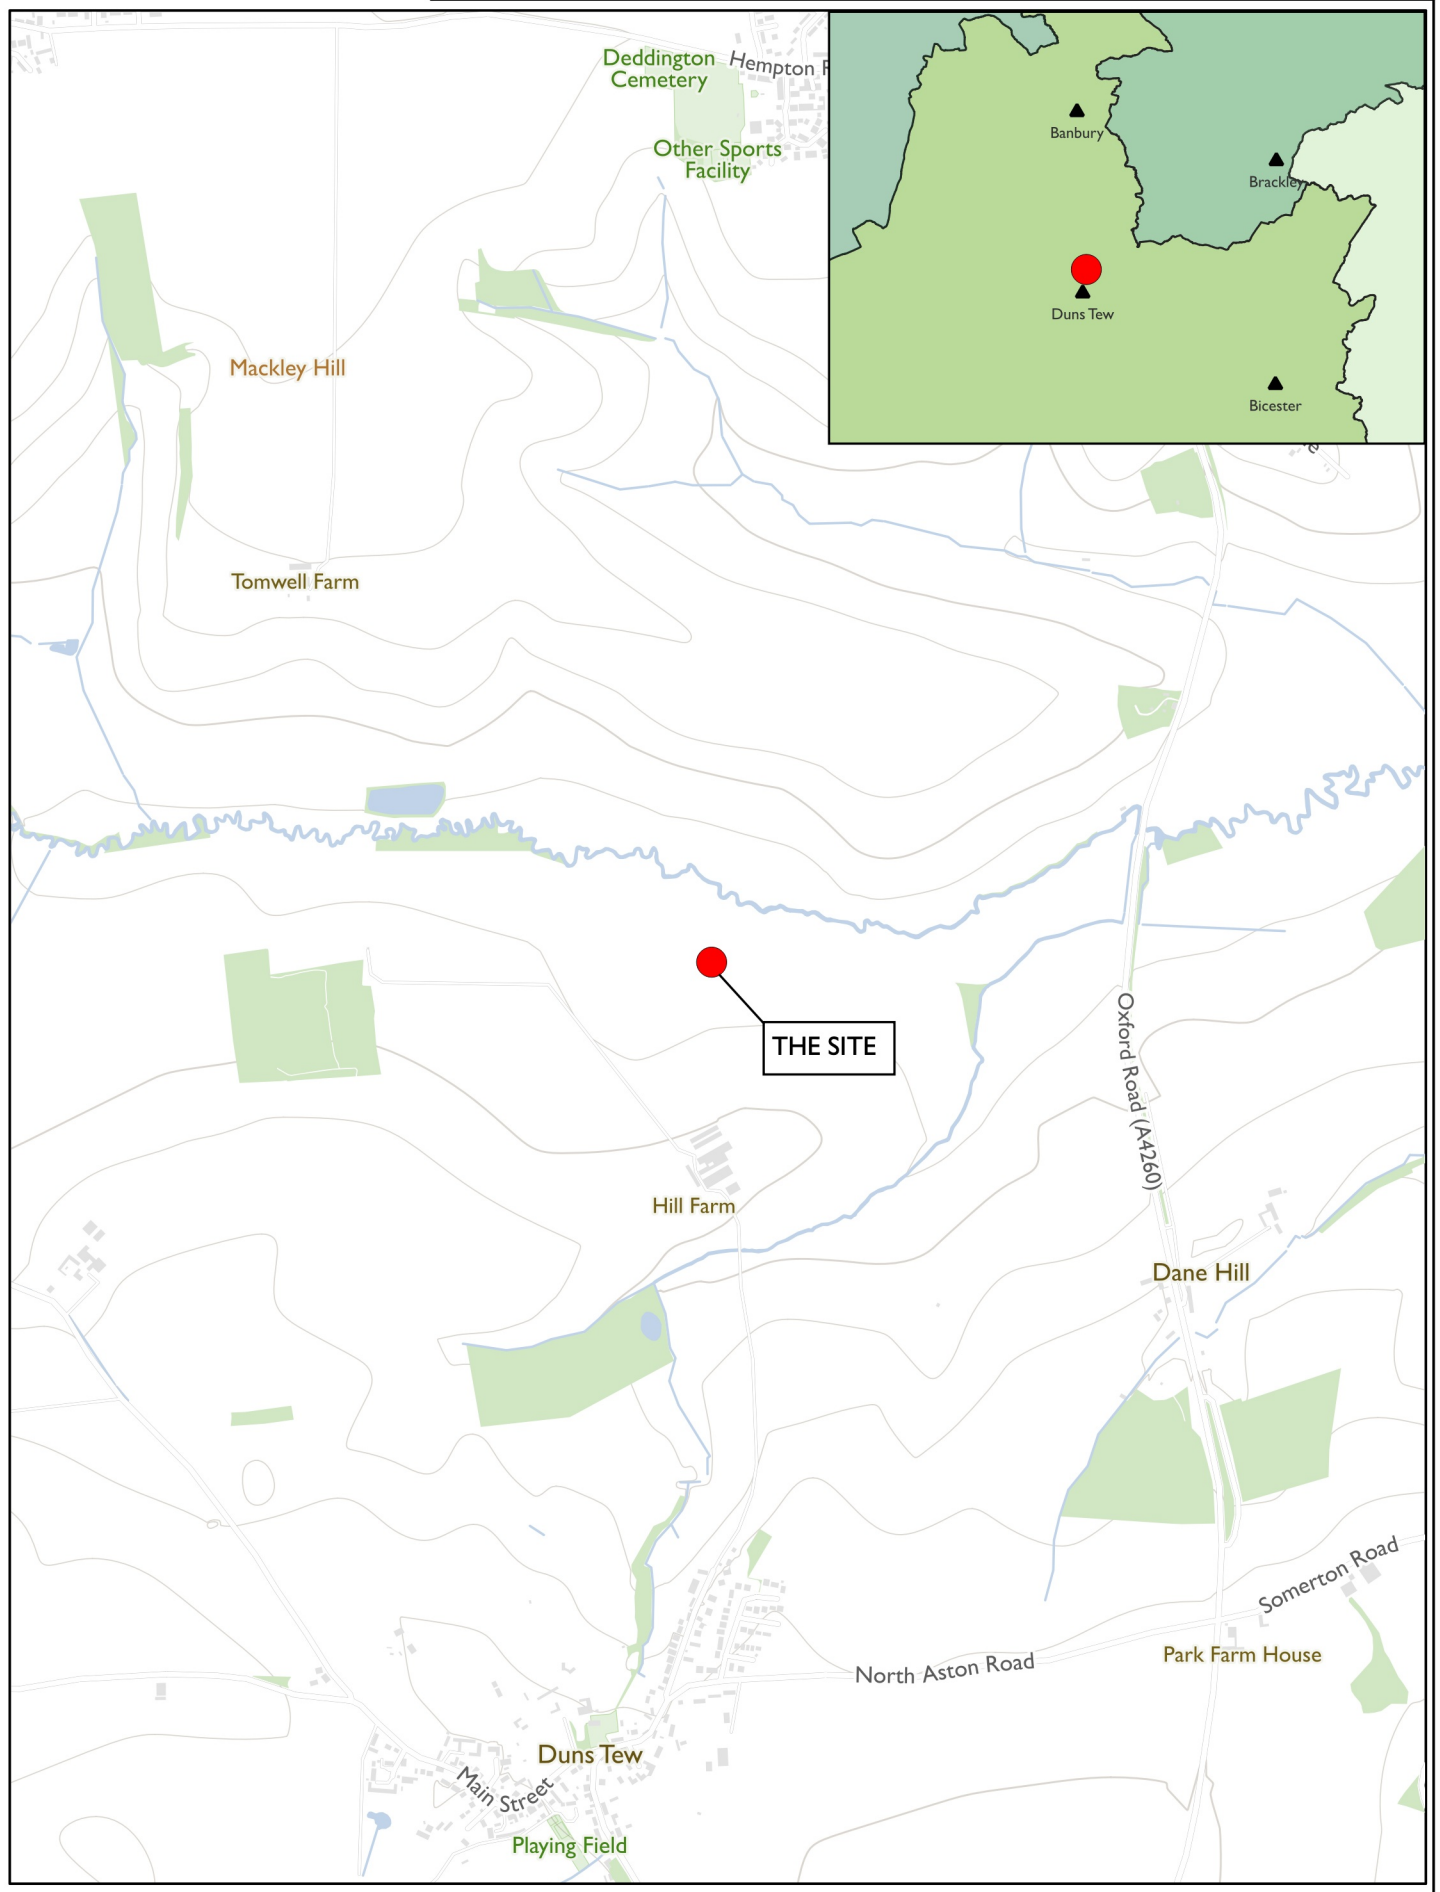 Deddington
Cemetery
Hempton
Other Sports
Facility
Banbury
Brackley
Duns Tew
Bicester
Mackley Hill
Tomwell Farm
THE SITE
Oxford Road (A4260)
Hill Farm
Dane Hill
Somerton Road
North Aston Road
Park Farm House
Duns Tew
Main Street
Playing Field